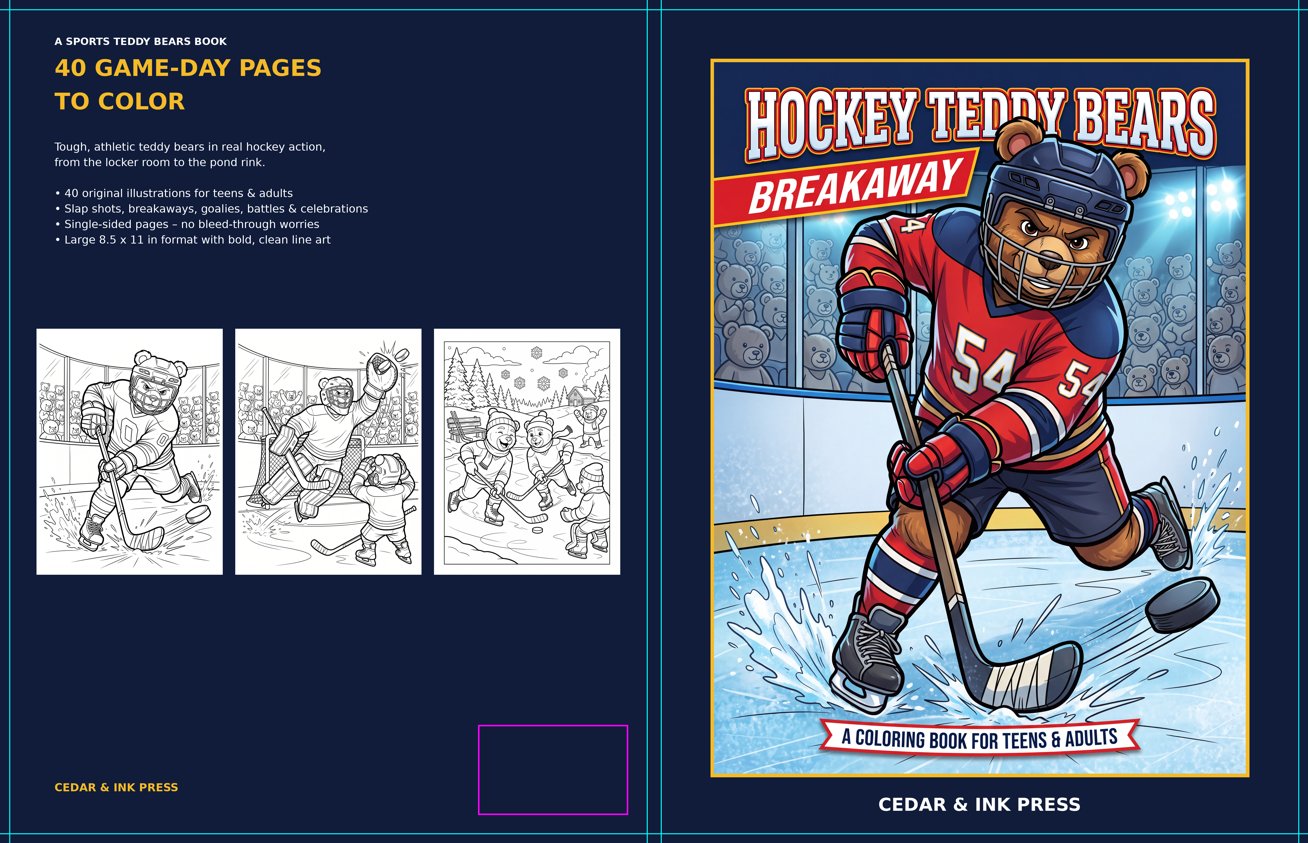 A SPORTS TEDDY BEARS BOOK
40 GAME-DAY PAGES
TO COLOR
Tough, athletic teddy bears in real hockey action,
from the locker room to the pond rink.
• 40 original illustrations for teens & adults
• Slap shots, breakaways, goalies, battles & celebrations
• Single-sided pages – no bleed-through worries
• Large 8.5 x 11 in format with bold, clean line art
CEDAR & INK PRESS
HOCKEY TEDDY BEARS
BREAKAWAY
4
54
54
A COLORING BOOK FOR TEENS & ADULTS
CEDAR & INK PRESS